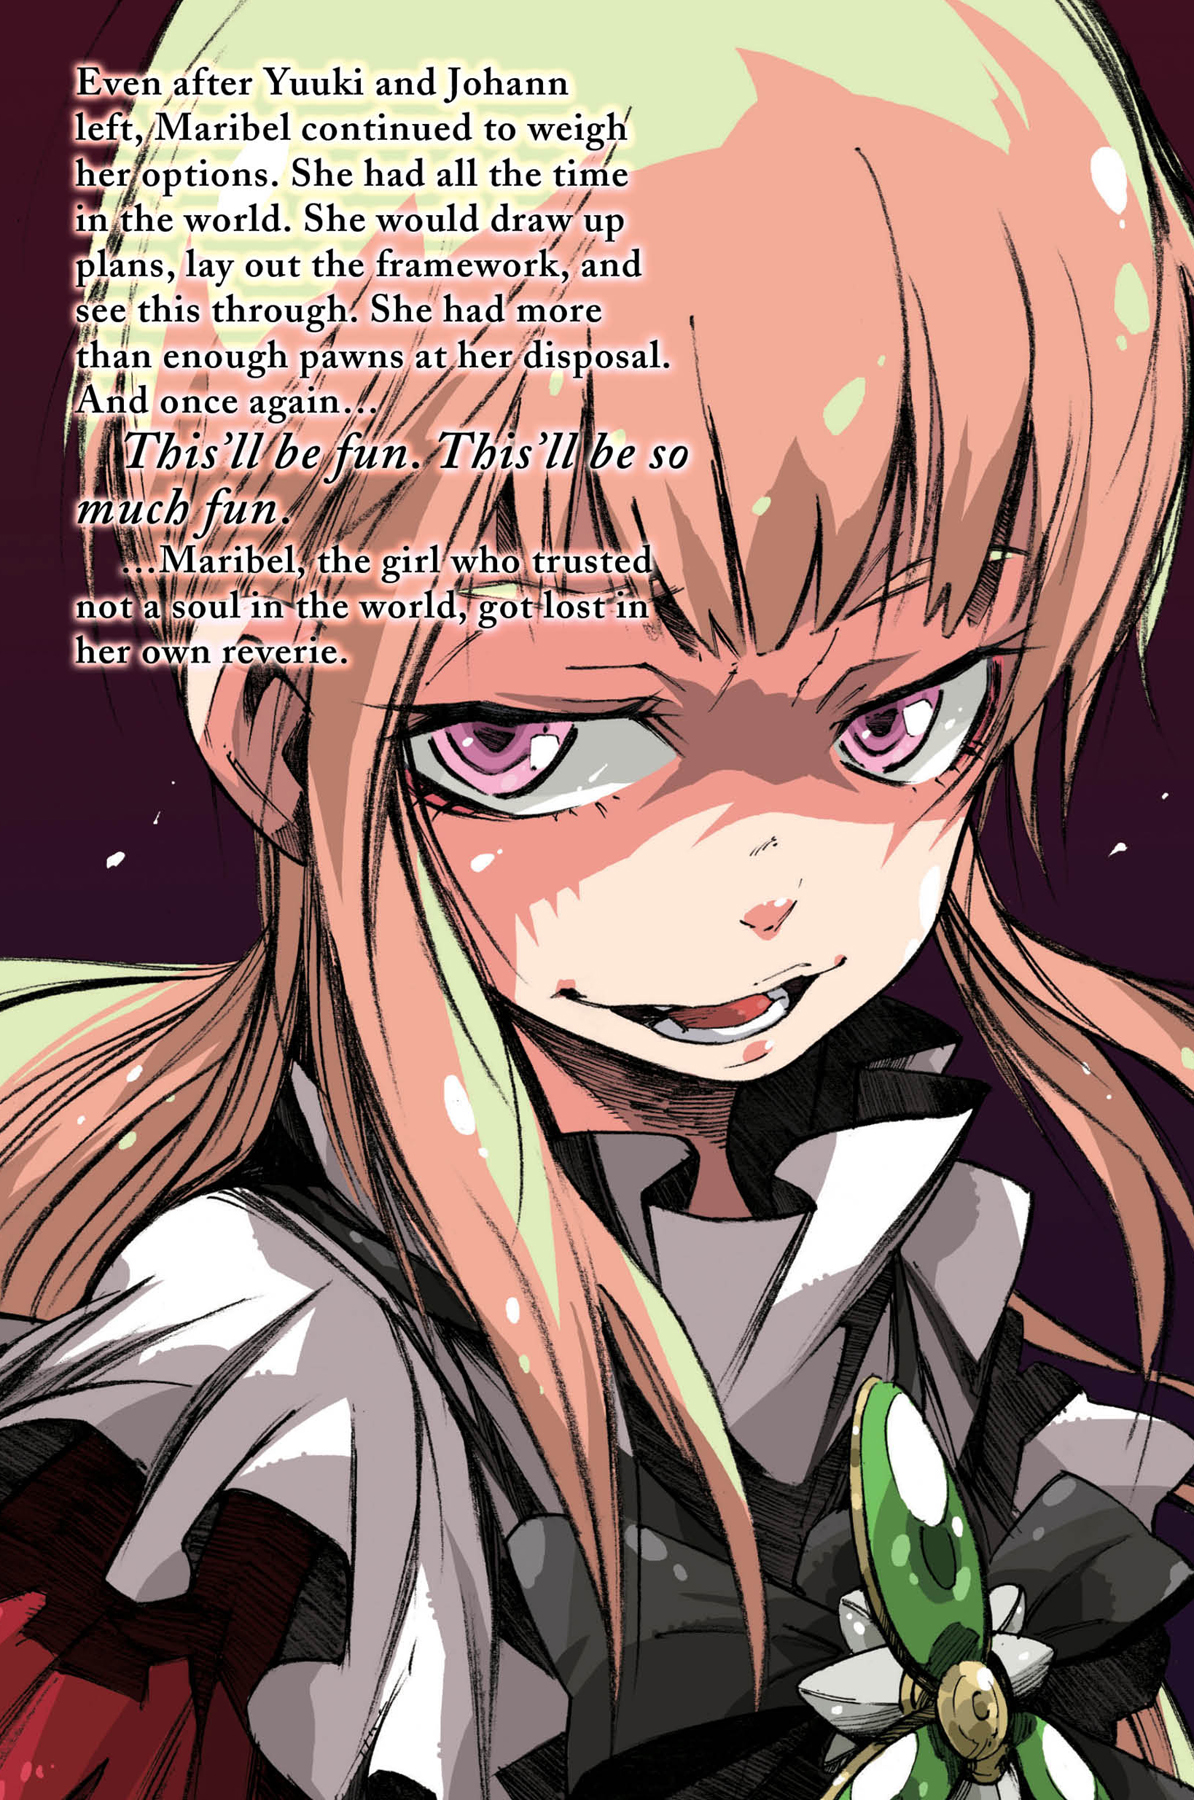 Even after Yuuki and Johann
left, Maribel continued to weigh
her options. She had all the time
in the world. She would draw up
plans, lay out the framework, and
see this through. She had more
than enough pawns at her disposal.
And once again…
This’ll be fun. This’ll be so
much fun.
…Maribel, the girl who trusted
not a soul in the world, got lost in
her own reverie.